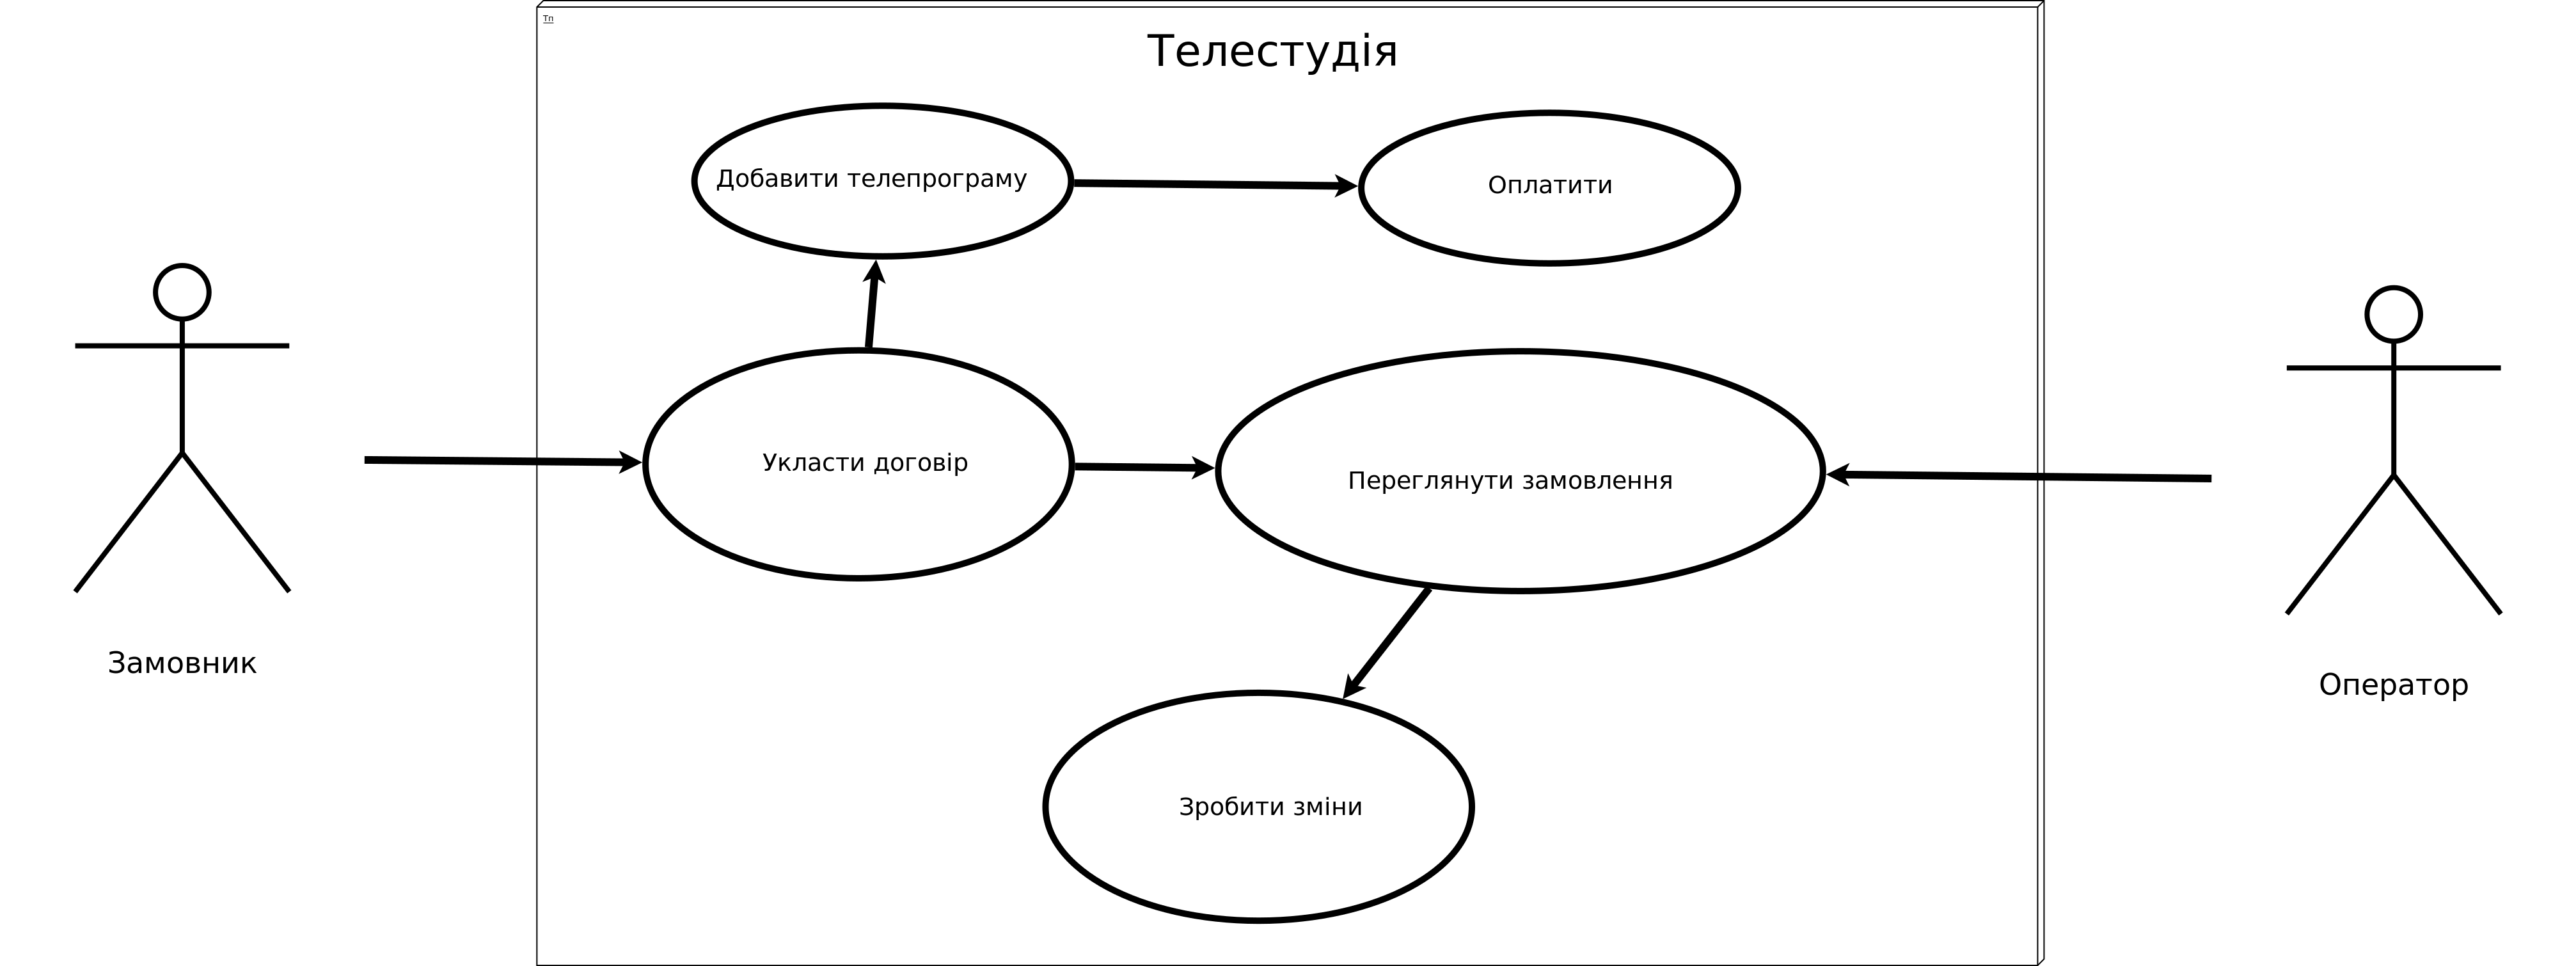 Тп
Телестудія
Добавити телепрограму
Оплатити
Укласти договір
Переглянути замовлення
Замовник
Оператор
Зробити зміни